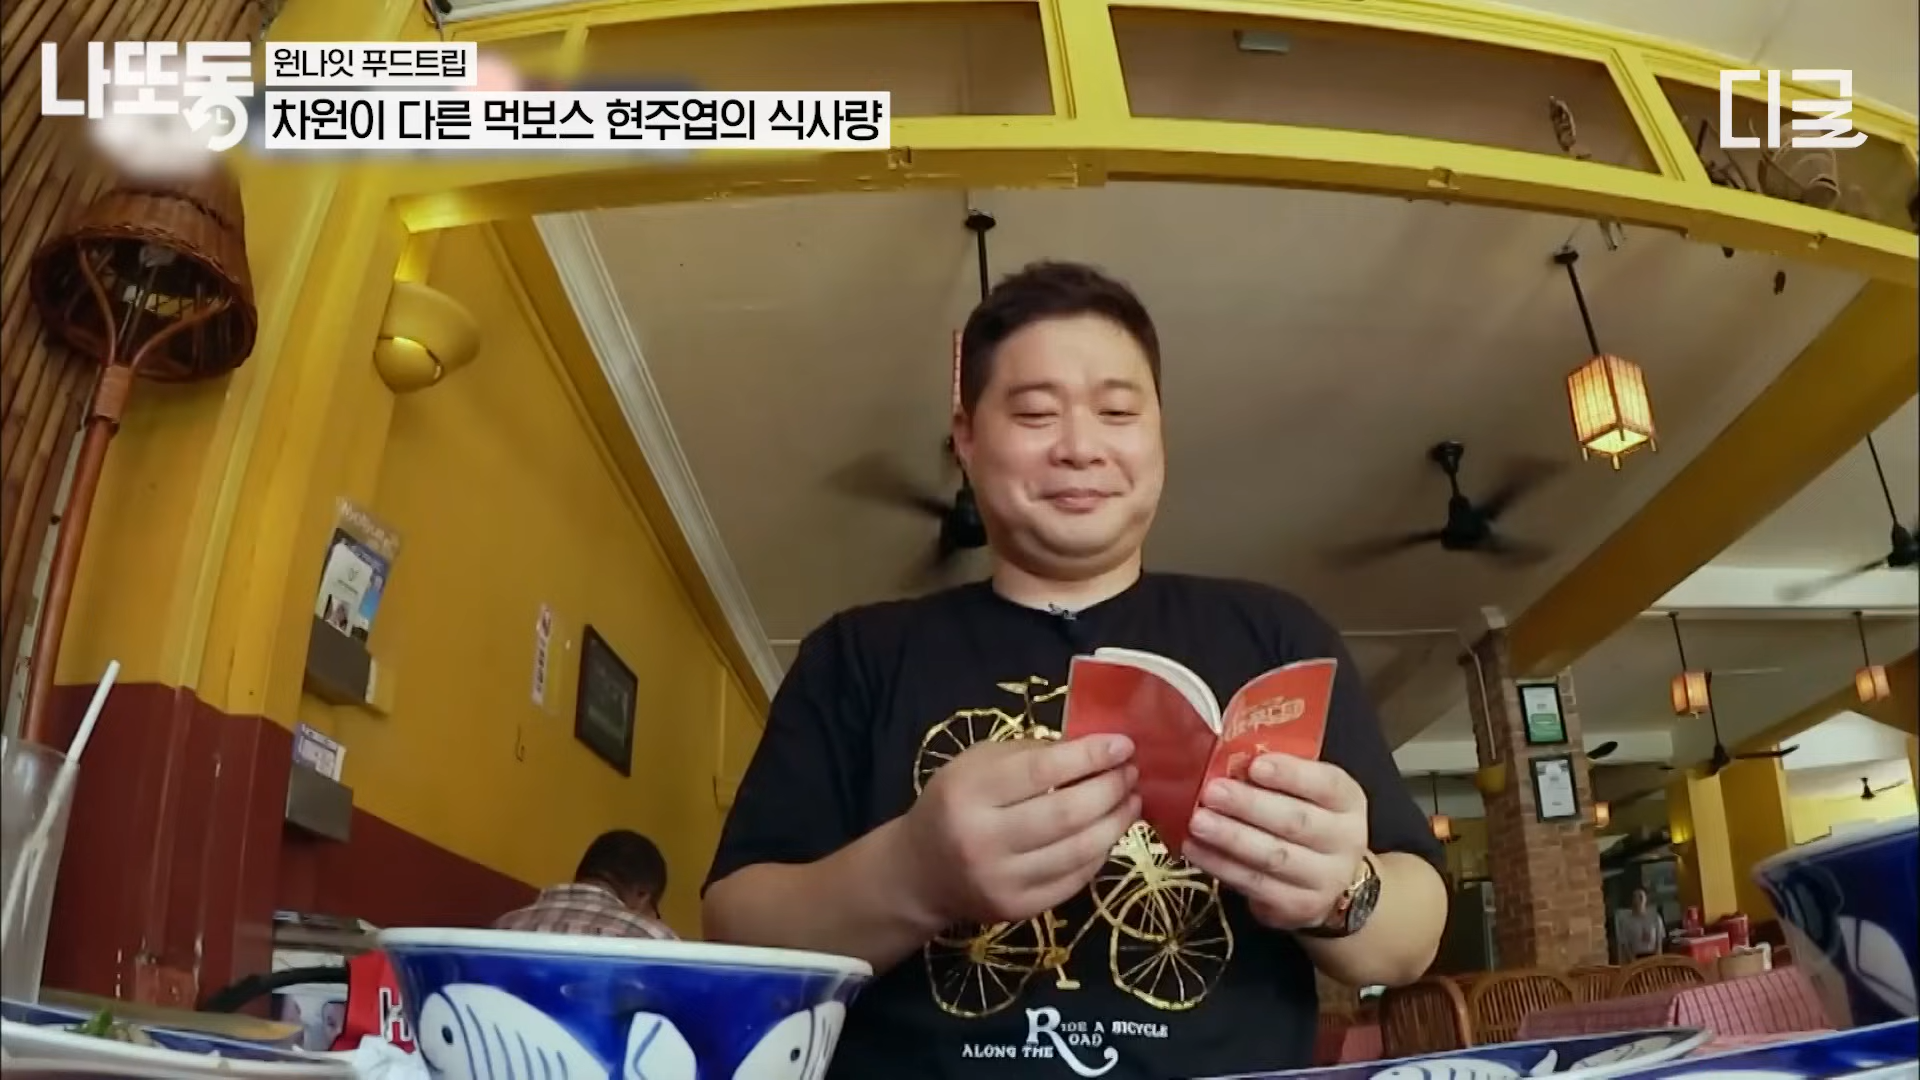 나또동
원나잇 푸드트립
차원이 다른 먹보스 현주엽의 식사량
디글
RIDE A BICYCLE
ALONG THE ROAD